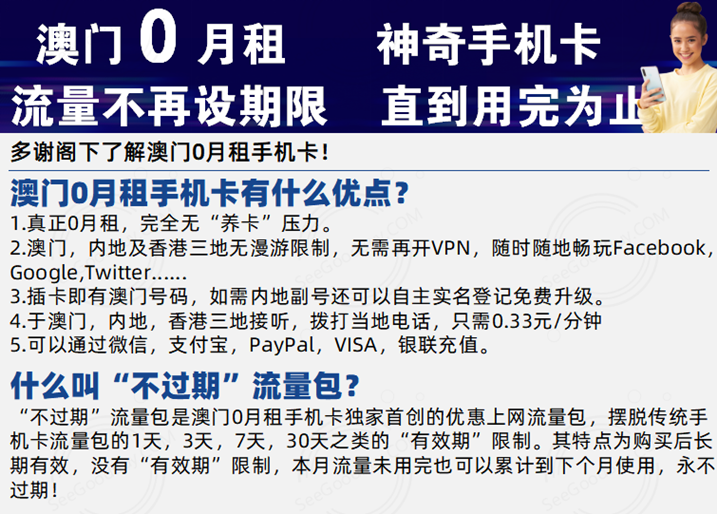 澳门 0 月租 神奇手机卡
流量不再设期限 直到用完为止
多谢阁下了解澳门0月租手机卡！
澳门0月租手机卡有什么优点？
1.真正0月租，完全无“养卡”压力。
2.澳门，内地及香港三地无漫游限制，无需再开VPN，随时随地畅玩Facebook，
Google,Twitter......
3.插卡即有澳门号码，如需内地副号还可以自主实名登记免费升级。
4.于澳门，内地，香港三地接听，拨打当地电话，只需0.33元/分钟
5.可以通过微信，支付宝，PayPal，VISA，银联充值。
什么叫“不过期”流量包？
“不过期”流量包是澳门0月租手机卡独家首创的优惠上网流量包，摆脱传统手
机卡流量包的1天，3天，7天，30天之类的“有效期”限制。其特点为购买后长
期有效，没有“有效期”限制，本月流量未用完也可以累计到下个月使用，永不
过期！